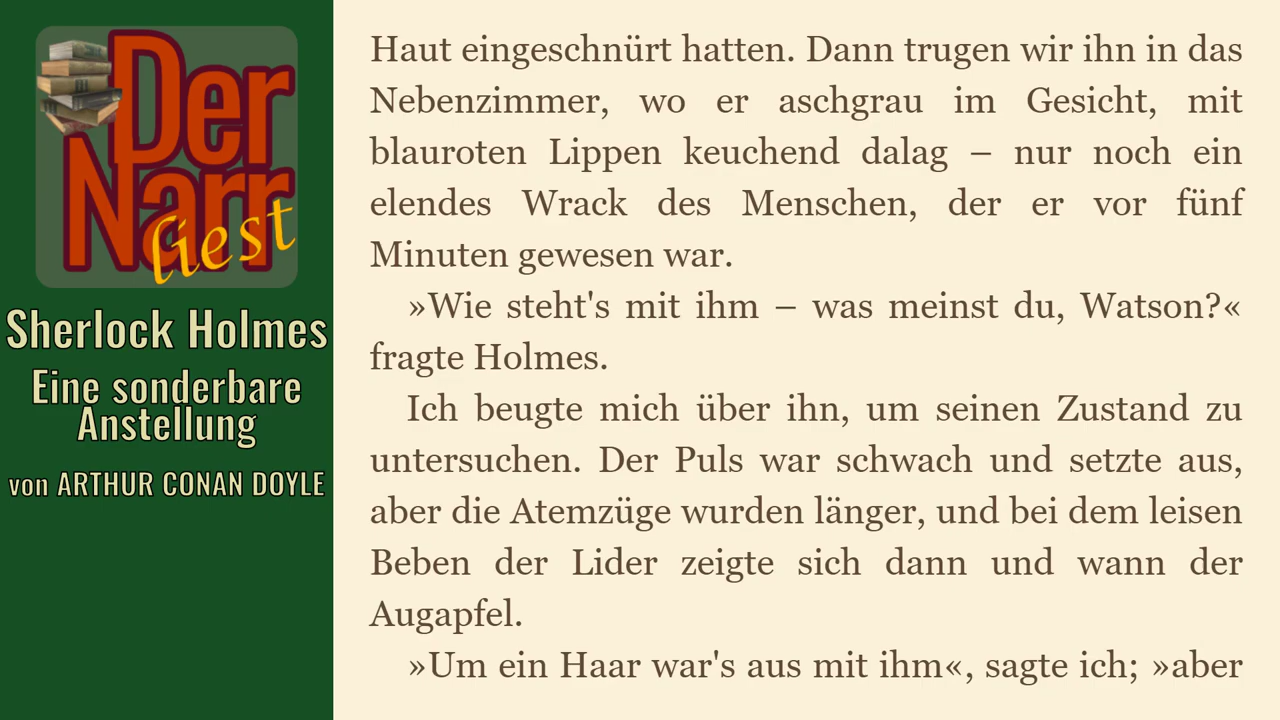 Der
Narr
liest
Sherlock Holmes
Eine sonderbare
Anstellung
von ARTHUR CONAN DOYLE
Haut eingeschnürt hatten. Dann trugen wir ihn in das
Nebenzimmer, wo er aschgrau im Gesicht, mit
blauroten Lippen keuchend dalag – nur noch ein
elendes Wrack des Menschen, der er vor fünf
Minuten gewesen war.
»Wie steht's mit ihm – was meinst du, Watson?«
fragte Holmes.
Ich beugte mich über ihn, um seinen Zustand zu
untersuchen. Der Puls war schwach und setzte aus,
aber die Atemzüge wurden länger, und bei dem leisen
Beben der Lider zeigte sich dann und wann der
Augapfel.
»Um ein Haar war's aus mit ihm«, sagte ich; »aber